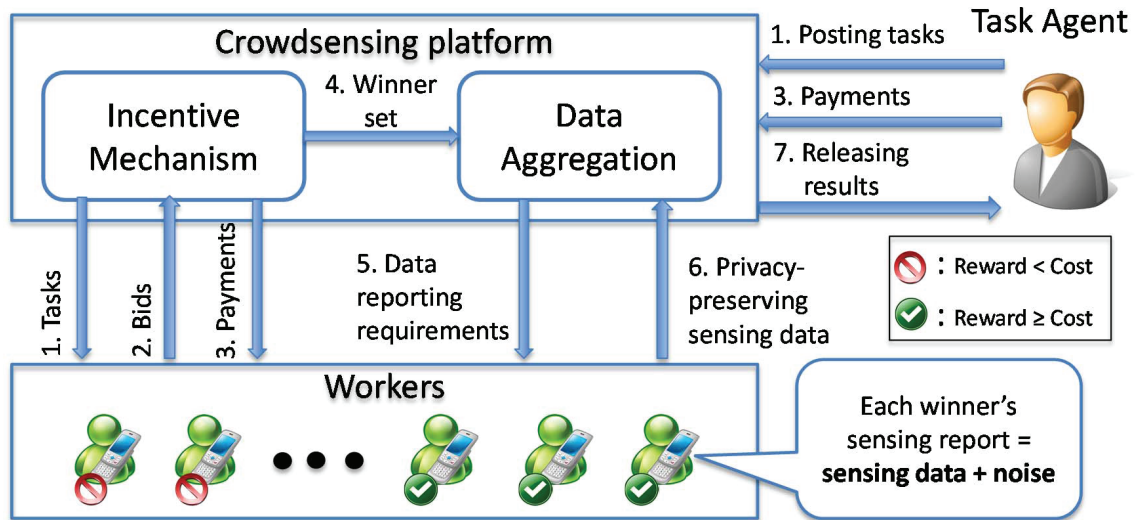 Crowdsensing platform
Task Agent
1. Posting tasks
Incentive
Mechanism
4. Winner
set
Data
Aggregation
3. Payments
7. Releasing
results
1. Tasks
2. Bids
3. Payments
5. Data
reporting
requirements
6. Privacy-
preserving
sensing data
: Reward < Cost
: Reward ≥ Cost
Workers
Each winner's
sensing report =
sensing data + noise